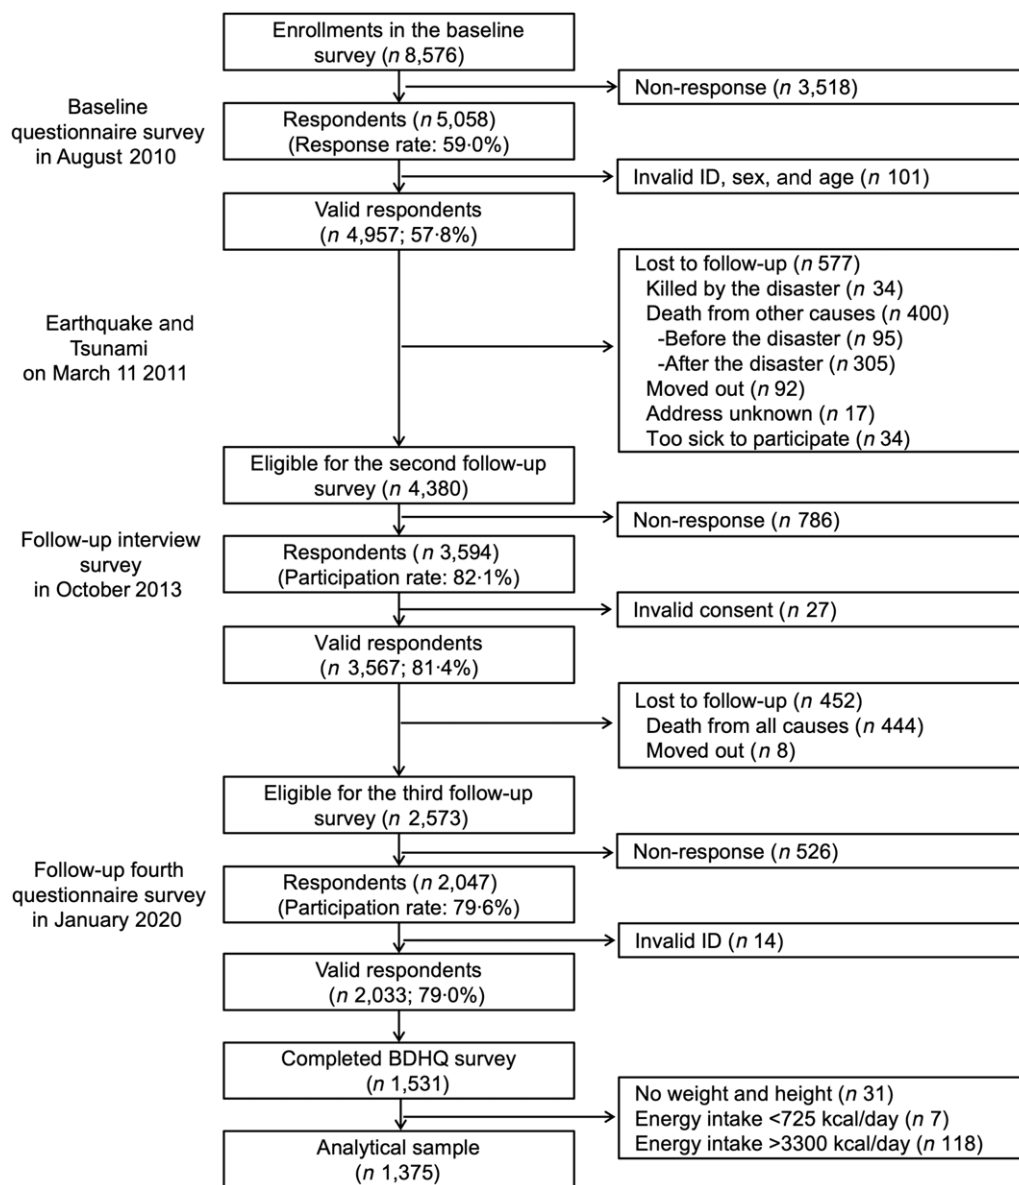 Enrollments in the baseline
survey (n 8,576)
Non-response (n 3,518)
Baseline
questionnaire survey
in August 2010
Respondents (n 5,058)
(Response rate: 59·0%)
Invalid ID, sex, and age (n 101)
Valid respondents
(n 4,957; 57·8%)
Lost to follow-up (n 577)
Killed by the disaster (n 34)
Death from other causes (n 400)
-Before the disaster (n 95)
-After the disaster (n 305)
Moved out (n 92)
Address unknown (n 17)
Too sick to participate (n 34)
Earthquake and
Tsunami
on March 11 2011
Eligible for the second follow-up
survey (n 4,380)
Non-response (n 786)
Follow-up interview
survey
in October 2013
Respondents (n 3,594)
(Participation rate: 82·1%)
Invalid consent (n 27)
Valid respondents
(n 3,567; 81·4%)
Lost to follow-up (n 452)
Death from all causes (n 444)
Moved out (n 8)
Eligible for the third follow-up
survey (n 2,573)
Non-response (n 526)
Follow-up fourth
questionnaire survey
in January 2020
Respondents (n 2,047)
(Participation rate: 79·6%)
Invalid ID (n 14)
Valid respondents
(n 2,033; 79·0%)
Completed BDHQ survey
(n 1,531)
No weight and height (n 31)
Energy intake <725 kcal/day (n 7)
Energy intake >3300 kcal/day (n 118)
Analytical sample
(n 1,375)